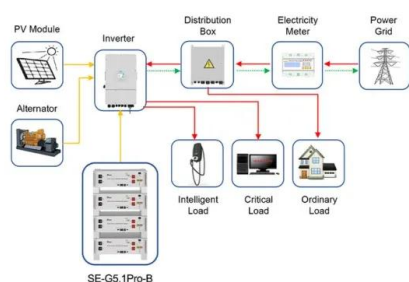 PV Module
Inverter
Distribution
Box
Electricity
Meter
Power
Grid
Alternator
Intelligent
Load
Critical
Load
Ordinary
Load
SE-G5.1Pro-B